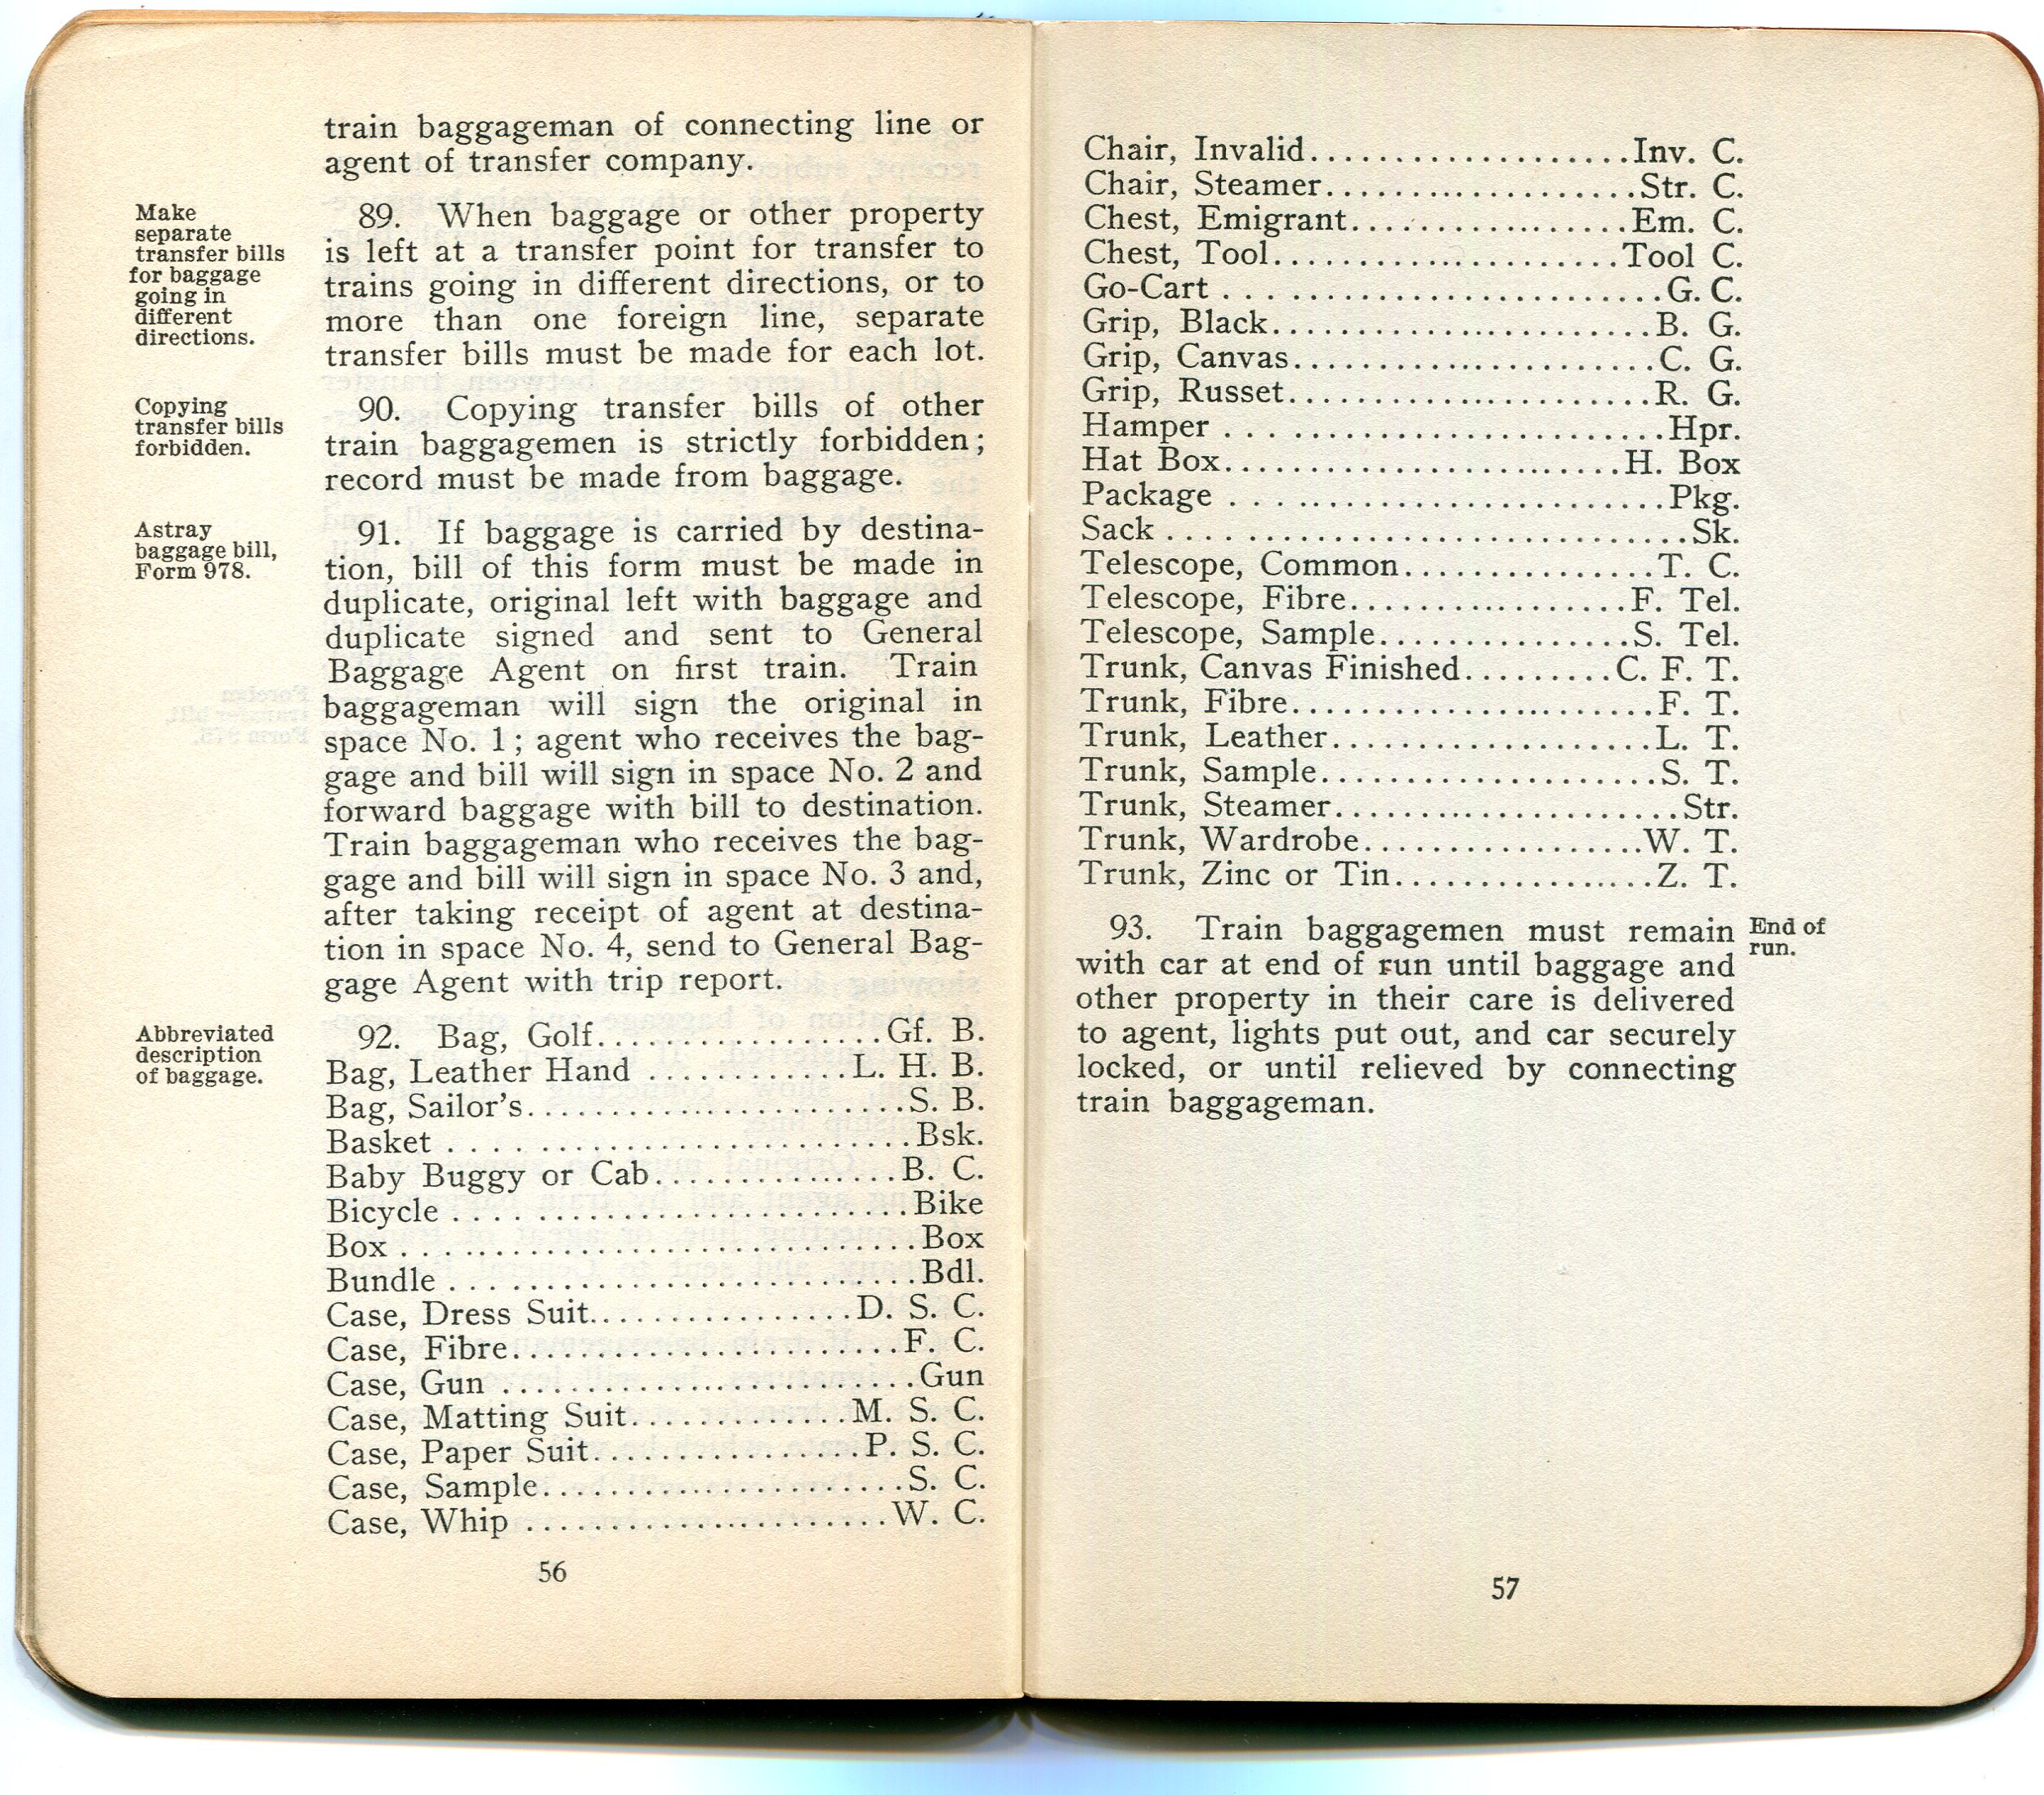 train baggageman of connecting line or
agent of transfer company.
Make
separate
transfer bills
for baggage
going in
different
directions.
89. When baggage or other property
is left at a transfer point for transfer to
trains going in different directions, or to
more than one foreign line, separate
transfer bills must be made for each lot.
Copying
transfer bills
forbidden.
90. Copying transfer bills of other
train baggagemen is strictly forbidden;
record must be made from baggage.
Astray
baggage bill,
Form 978.
91. If baggage is carried by destina-
tion, bill of this form must be made in
duplicate, original left with baggage and
duplicate signed and sent to General
Baggage Agent on first train. Train
baggageman will sign the original in
space No. 1; agent who receives the bag-
gage and bill will sign in space No. 2 and
forward baggage with bill to destination.
Train baggageman who receives the bag-
gage and bill will sign in space No. 3 and,
after taking receipt of agent at destina-
tion in space No. 4, send to General Bag-
gage Agent with trip report.
Abbreviated
description
of baggage.
92. Bag, Golf.................Gf. B.
Bag, Leather Hand ............L. H. B.
Bag, Sailor's......................S. B.
Basket ...........................Bsk.
Baby Buggy or Cab..............B. C.
Bicycle ..........................Bike
Box ..............................Box
Bundle ...........................Bdl.
Case, Dress Suit...............D. S. C.
Case, Fibre.......................F. C.
Case, Gun ........................Gun
Case, Matting Suit.............M. S. C.
Case, Paper Suit................P. S. C.
Case, Sample.....................S. C.
Case, Whip ......................W. C.
56
Chair, Invalid...................Inv. C.
Chair, Steamer..................Str. C.
Chest, Emigrant................Em. C.
Chest, Tool....................Tool C.
Go-Cart .........................G. C.
Grip, Black......................B. G.
Grip, Canvas.....................C. G.
Grip, Russet.....................R. G.
Hamper .........................Hpr.
Hat Box.......................H. Box
Package .........................Pkg.
Sack ..............................Sk.
Telescope, Common...............T. C.
Telescope, Fibre................F. Tel.
Telescope, Sample...............S. Tel.
Trunk, Canvas Finished.........C. F. T.
Trunk, Fibre.....................F. T.
Trunk, Leather...................L. T.
Trunk, Sample....................S. T.
Trunk, Steamer....................Str.
Trunk, Wardrobe.................W. T.
Trunk, Zinc or Tin...............Z. T.
93. Train baggagemen must remain
with car at end of run until baggage and
other property in their care is delivered
to agent, lights put out, and car securely
locked, or until relieved by connecting
train baggageman.
End of
run.
57